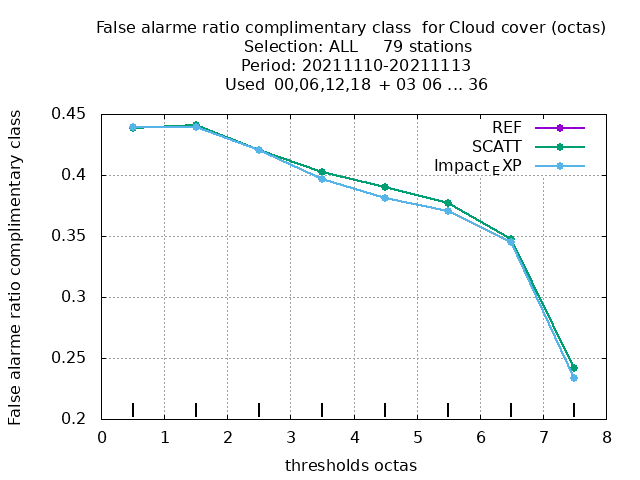 False alarme ratio complimentary class  for Cloud cover (octas)
Selection: ALL     79 stations
Period: 20211110-20211113
Used  00,06,12,18  + 03 06 ... 36
False alarme ratio complimentary class
0.45
0.4
0.35
0.3
0.25
0.2
REF
SCATT
Impact_EXP
0 1 2 3 4 5 6 7 8
thresholds octas